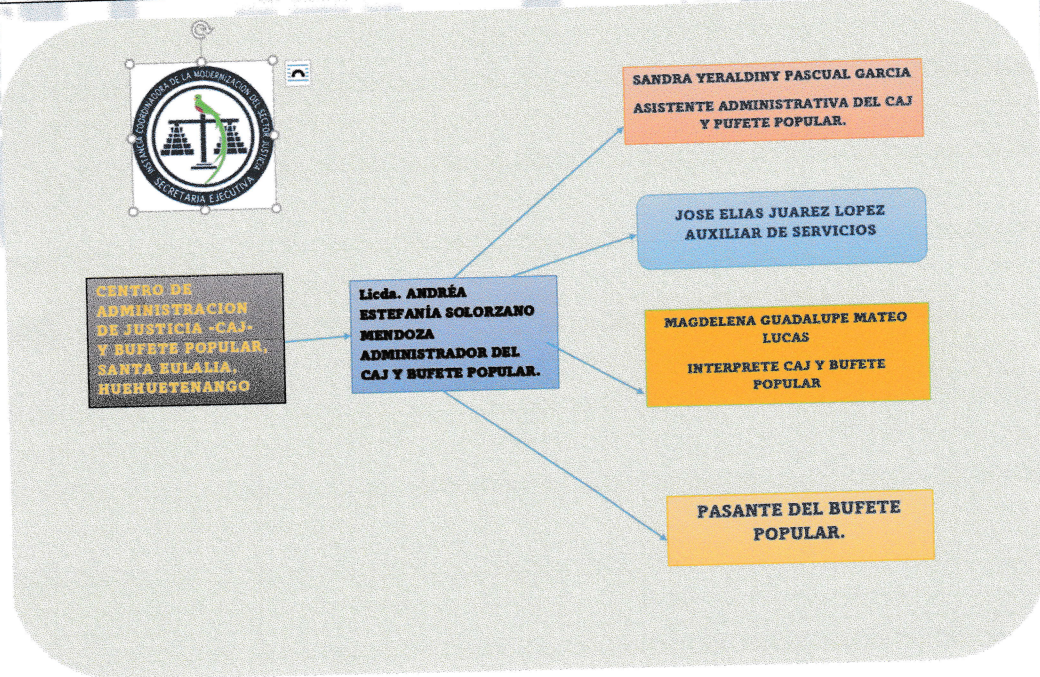 INSTANCIA COORDINADORA DE LA MODERNIZACION DEL SECTOR JUSTICIA
SECRETARIA EJECUTIVA
CENTRO DE
ADMINISTRACION
DE JUSTICIA -CAJ-
Y BUFETE POPULAR,
SANTA EULALIA,
HUEHUETENANGO
Licda. ANDRÉA
ESTEFANÍA SOLORZANO
MENDOZA
ADMINISTRADOR DEL
CAJ Y BUFETE POPULAR.
SANDRA YERALDINY PASCUAL GARCIA
ASISTENTE ADMINISTRATIVA DEL CAJ
Y PUFETE POPULAR.
JOSE ELIAS JUAREZ LOPEZ
AUXILIAR DE SERVICIOS
MAGDELENA GUADALUPE MATEO
LUCAS
INTERPRETE CAJ Y BUFETE
POPULAR
PASANTE DEL BUFETE
POPULAR.